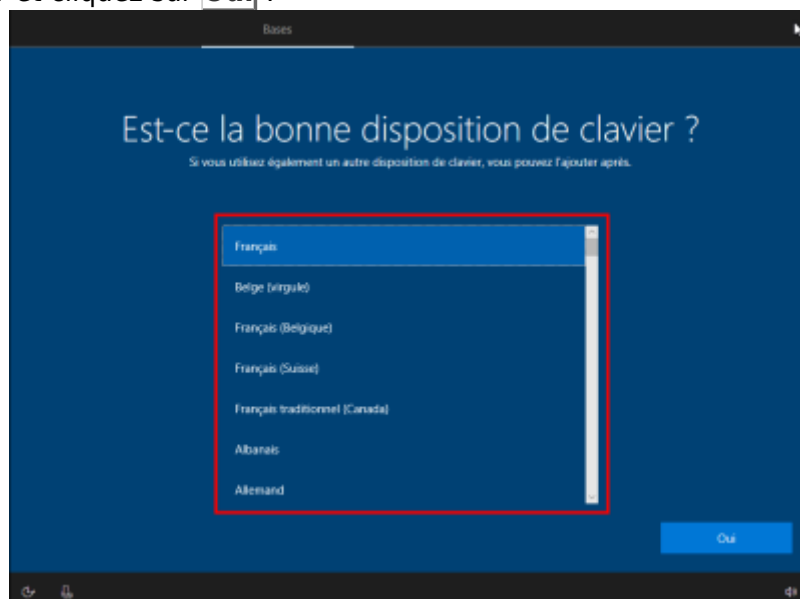 et cliquez sur Oui .
Bases
Est-ce la bonne disposition de clavier ?
Si vous utilisez également un autre disposition de clavier, vous pouvez l'ajouter après.
Français
Belge (virgule)
Français (Belgique)
Français (Suisse)
Français traditionnel (Canada)
Albanais
Allemand
Oui